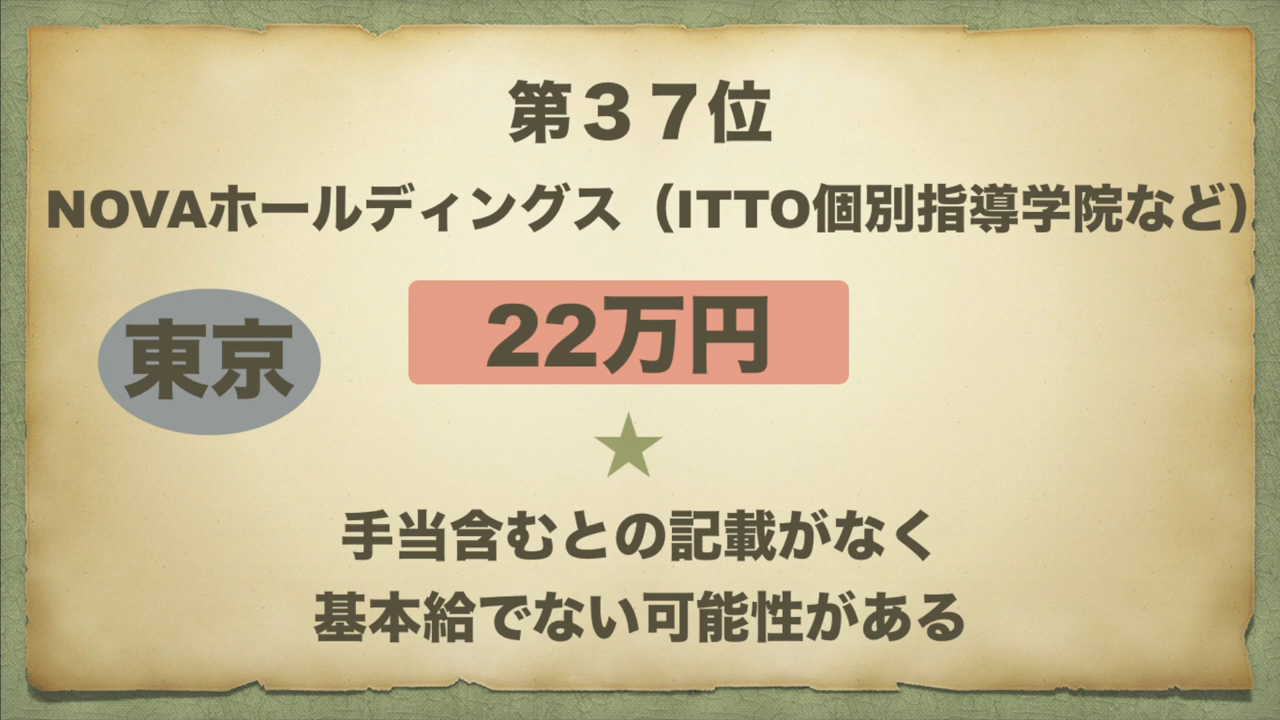 第３７位
NOVAホールディングス（ITTO個別指導学院など）
東京
22万円
★
手当含むとの記載がなく
基本給でない可能性がある